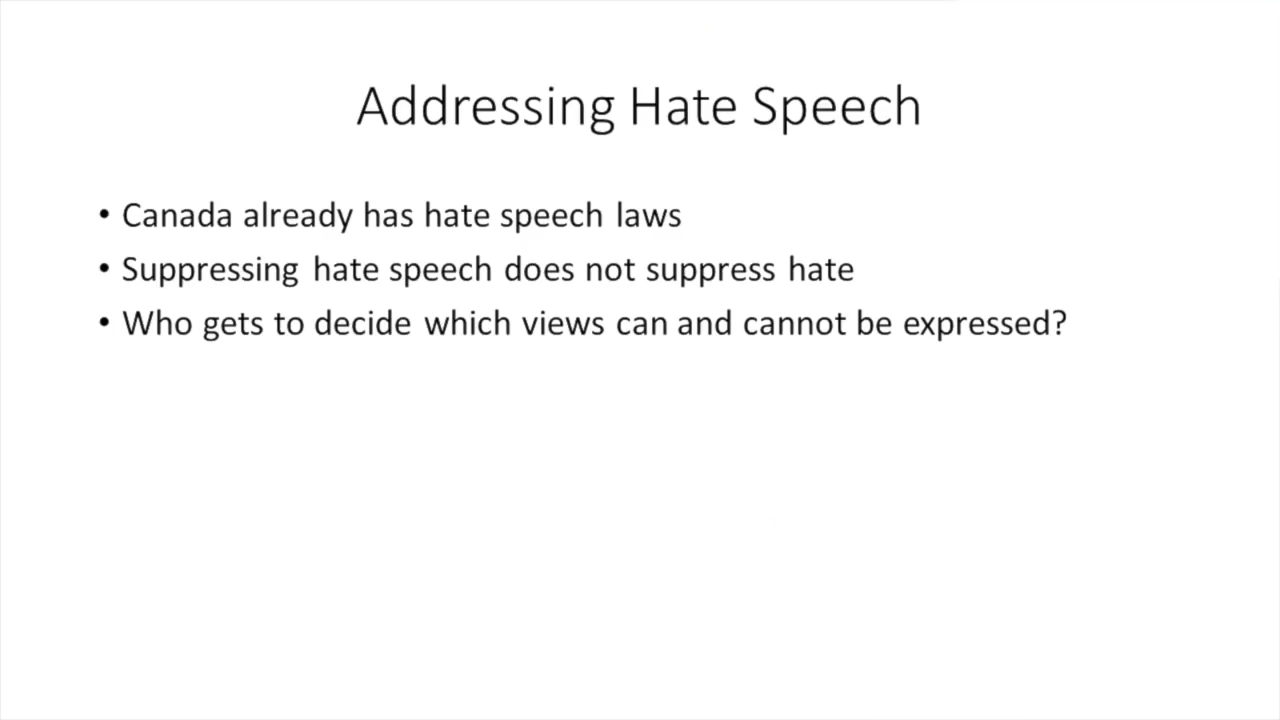 Addressing Hate Speech
• Canada already has hate speech laws
• Suppressing hate speech does not suppress hate
• Who gets to decide which views can and cannot be expressed?